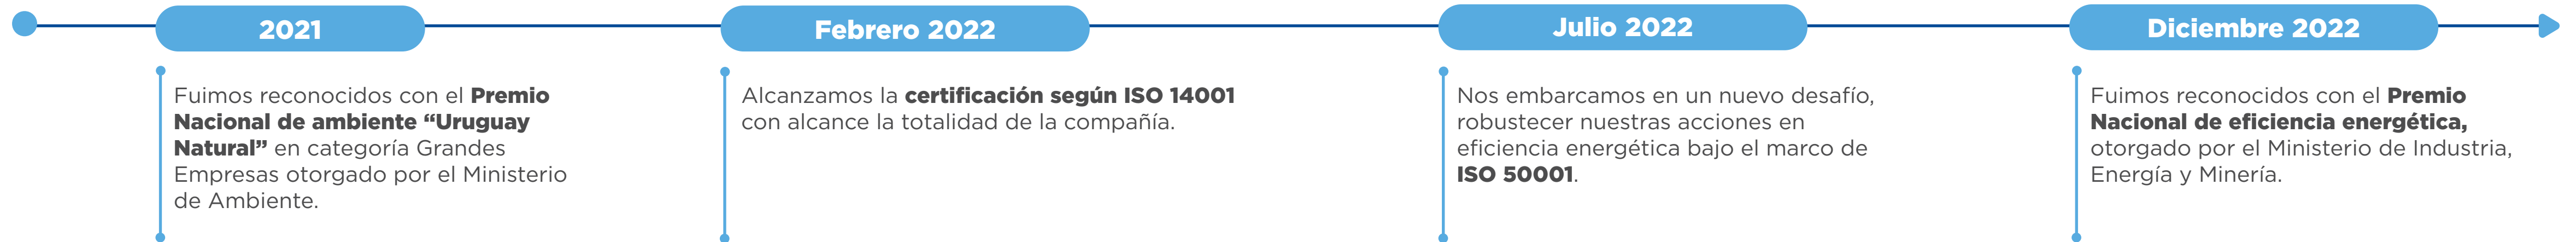 2021
Fuimos reconocidos con el Premio
Nacional de ambiente “Uruguay
Natural” en categoría Grandes
Empresas otorgado por el Ministerio
de Ambiente.
Febrero 2022
Alcanzamos la certificación según ISO 14001
con alcance la totalidad de la compañía.
Julio 2022
Nos embarcamos en un nuevo desafío,
robustecer nuestras acciones en
eficiencia energética bajo el marco de
ISO 50001.
Diciembre 2022
Fuimos reconocidos con el Premio
Nacional de eficiencia energética,
otorgado por el Ministerio de Industria,
Energía y Minería.